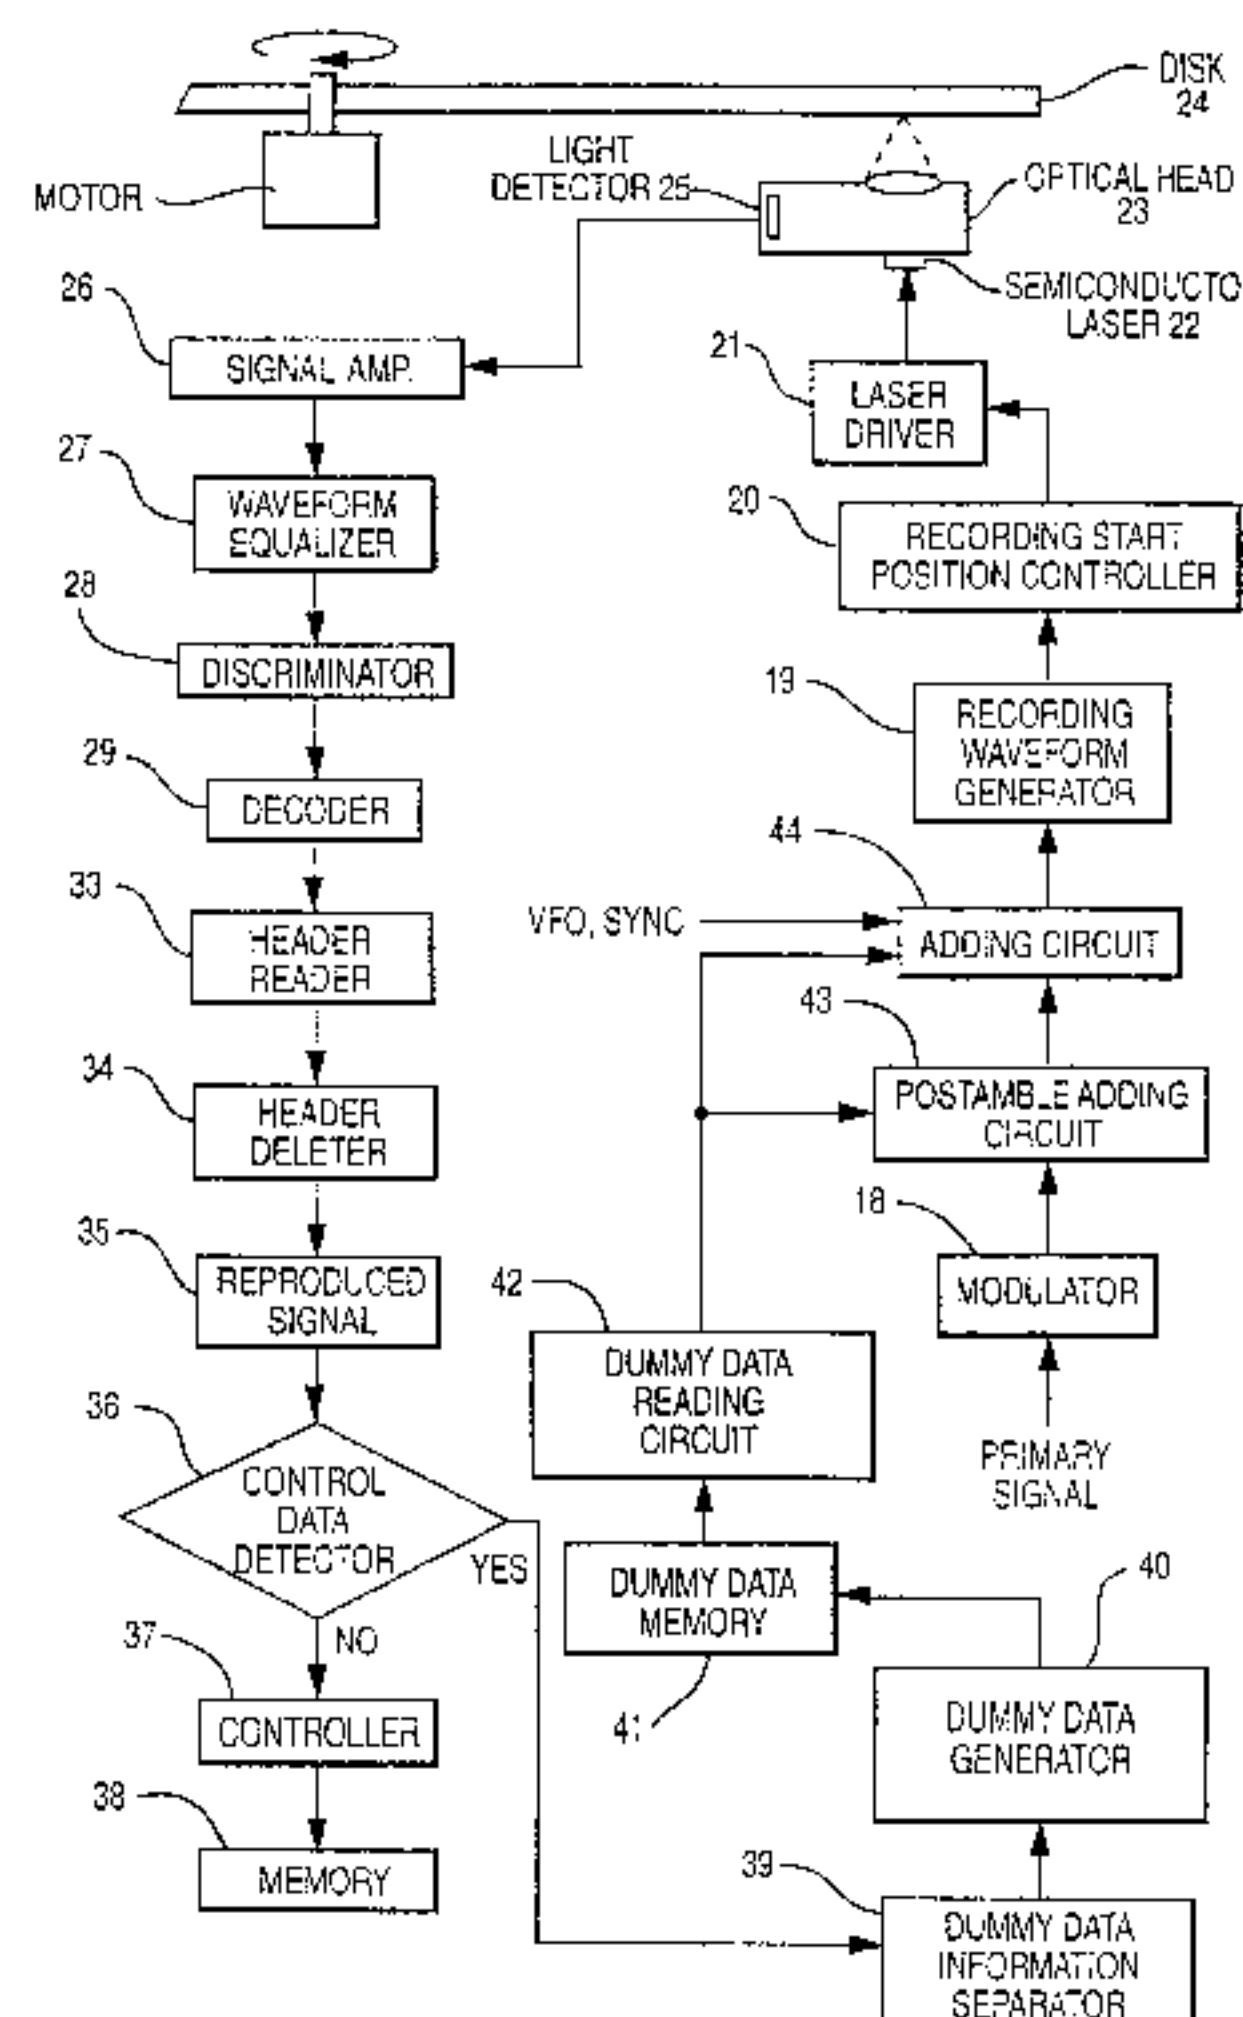 DISK
24
LIGHT
DETECTOR 25
MOTOR
OPTICAL HEAD
23
SEMICONDUCTO
LASER 22
26
SIGNAL AMP.
21
LASER
DRIVER
27
WAVEFORM
EQUALIZER
20
RECORDING START
POSITION CONTROLLER
28
DISCRIMINATOR
19
RECORDING
WAVEFORM
GENERATOR
29
DECODER
44
VFO, SYNC
ADDING CIRCUIT
33
HEADER
READER
43
POSTAMBLE ADDING
CIRCUIT
34
HEADER
DELETER
18
MODULATOR
35
REPRODUCED
SIGNAL
42
DUMMY DATA
READING
CIRCUIT
PRIMARY
SIGNAL
36
CONTROL
DATA
DETECTOR
YES
NO
DUMMY DATA
MEMORY
41
40
DUMMY DATA
GENERATOR
37
CONTROLLER
38
MEMORY
39
DUMMY DATA
INFORMATION
SEPARATOR